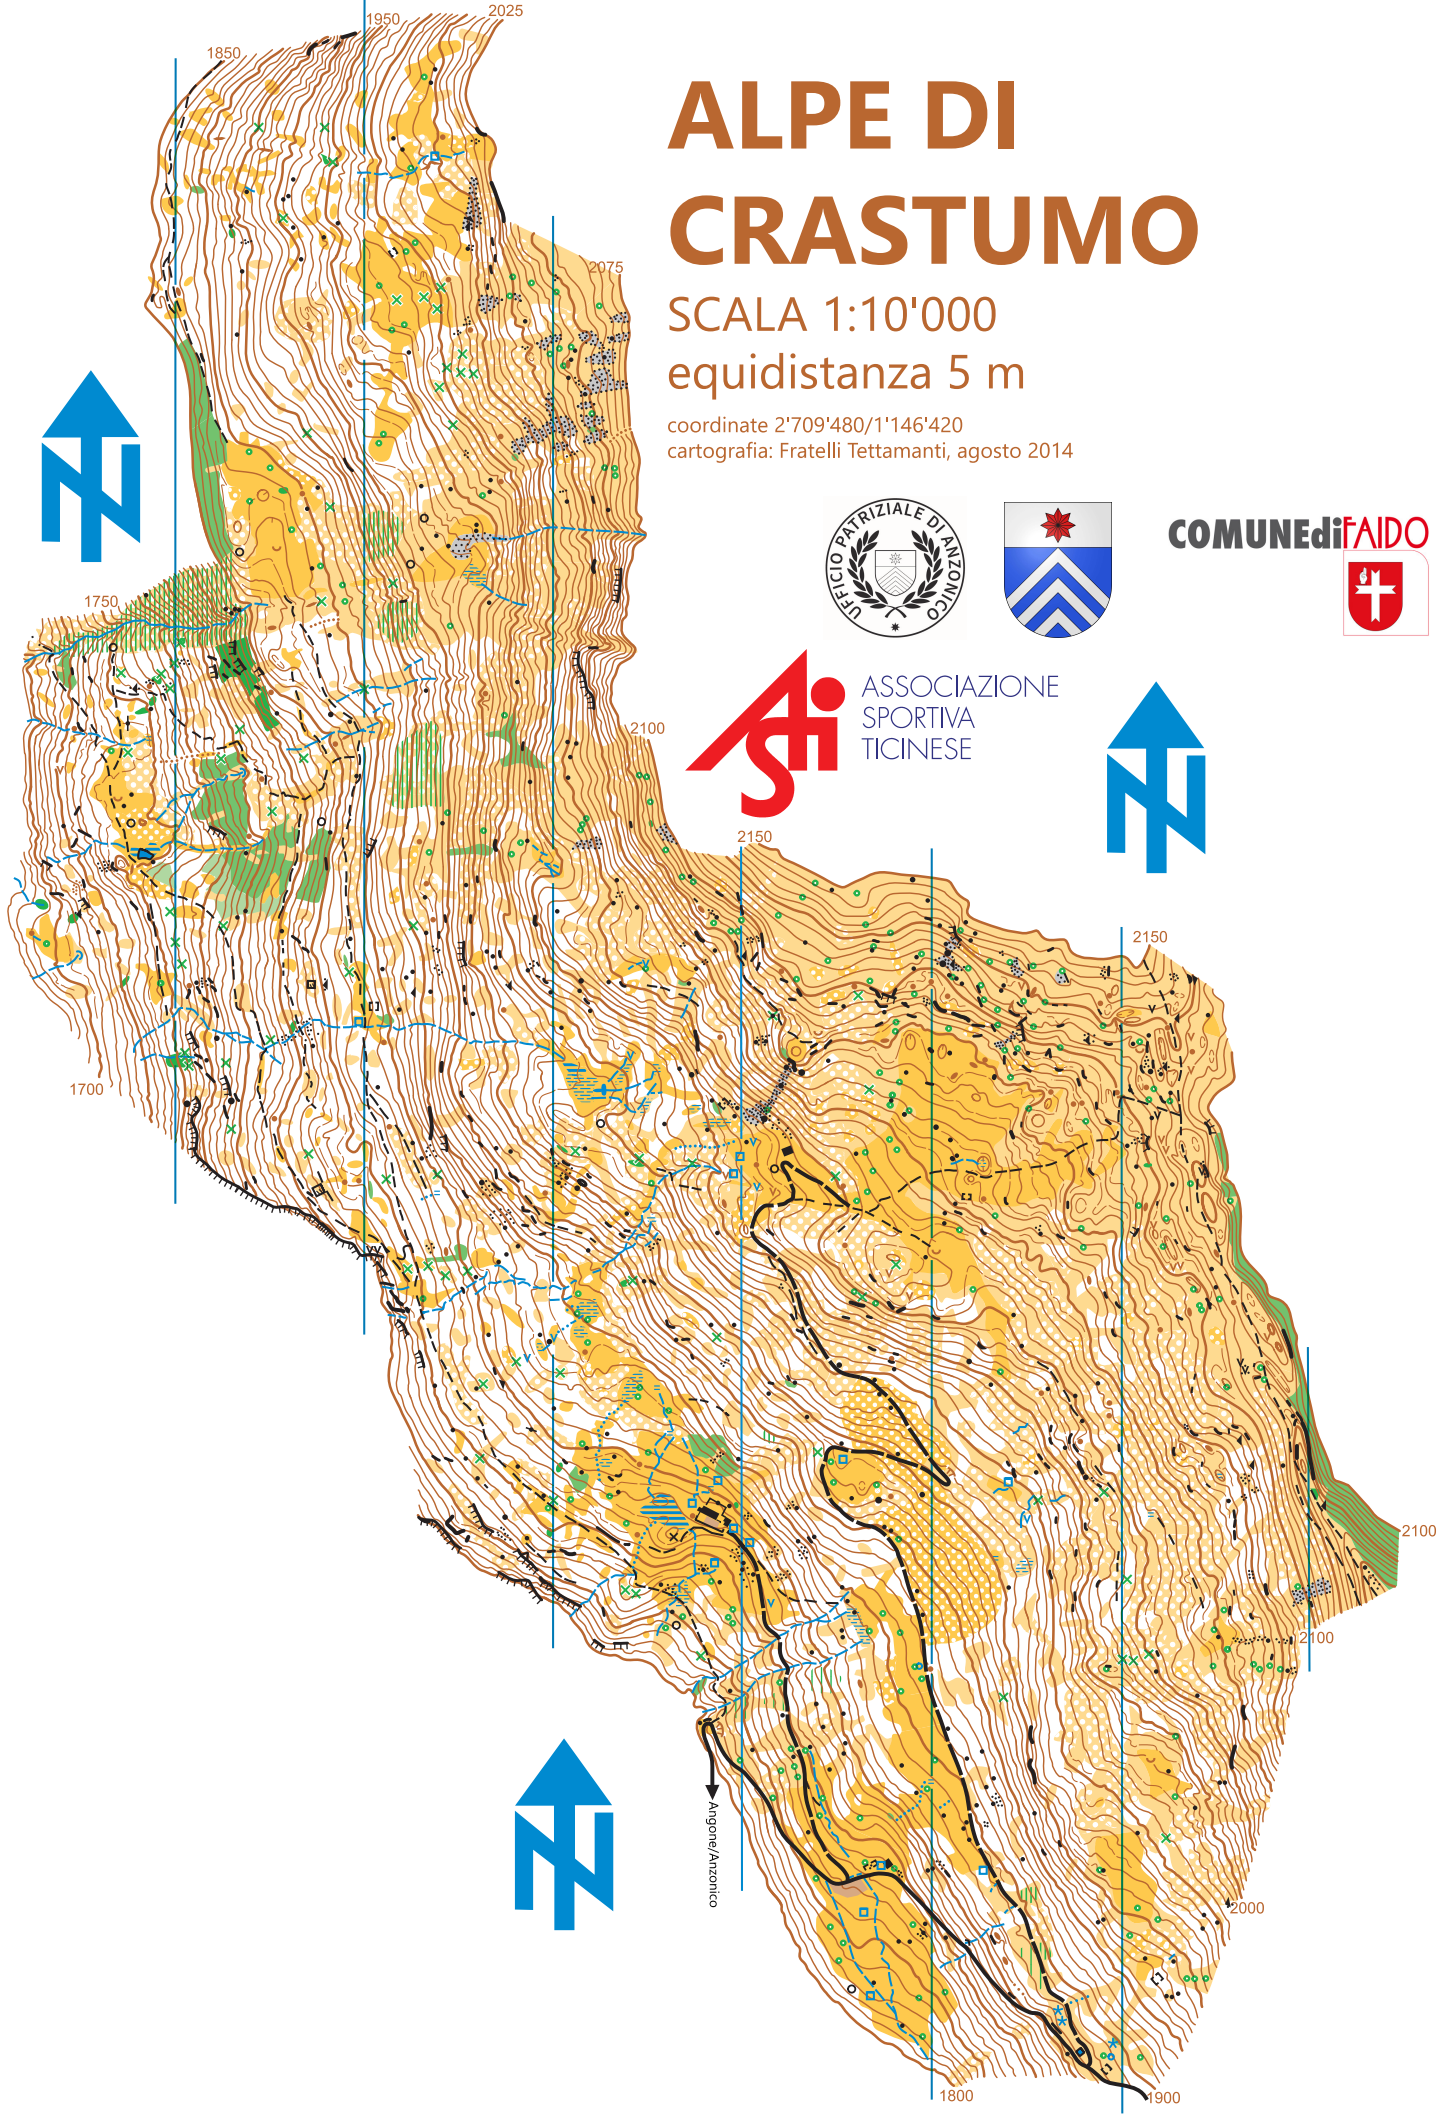 1950
2025
1850
ALPE DI
CRASTUMO
2075
SCALA 1:10'000
equidistanza 5 m
coordinate 2'709'480/1'146'420
cartografia: Fratelli Tettamanti, agosto 2014
N
UFFICIO PATRIZIALE DI ANZONICO
COMUNEdiFAIDO
1750
ASTi
ASSOCIAZIONE
SPORTIVA
TICINESE
N
2100
2150
2150
1700
2100
2100
N
Angone/Anzonico
2000
1800
1900